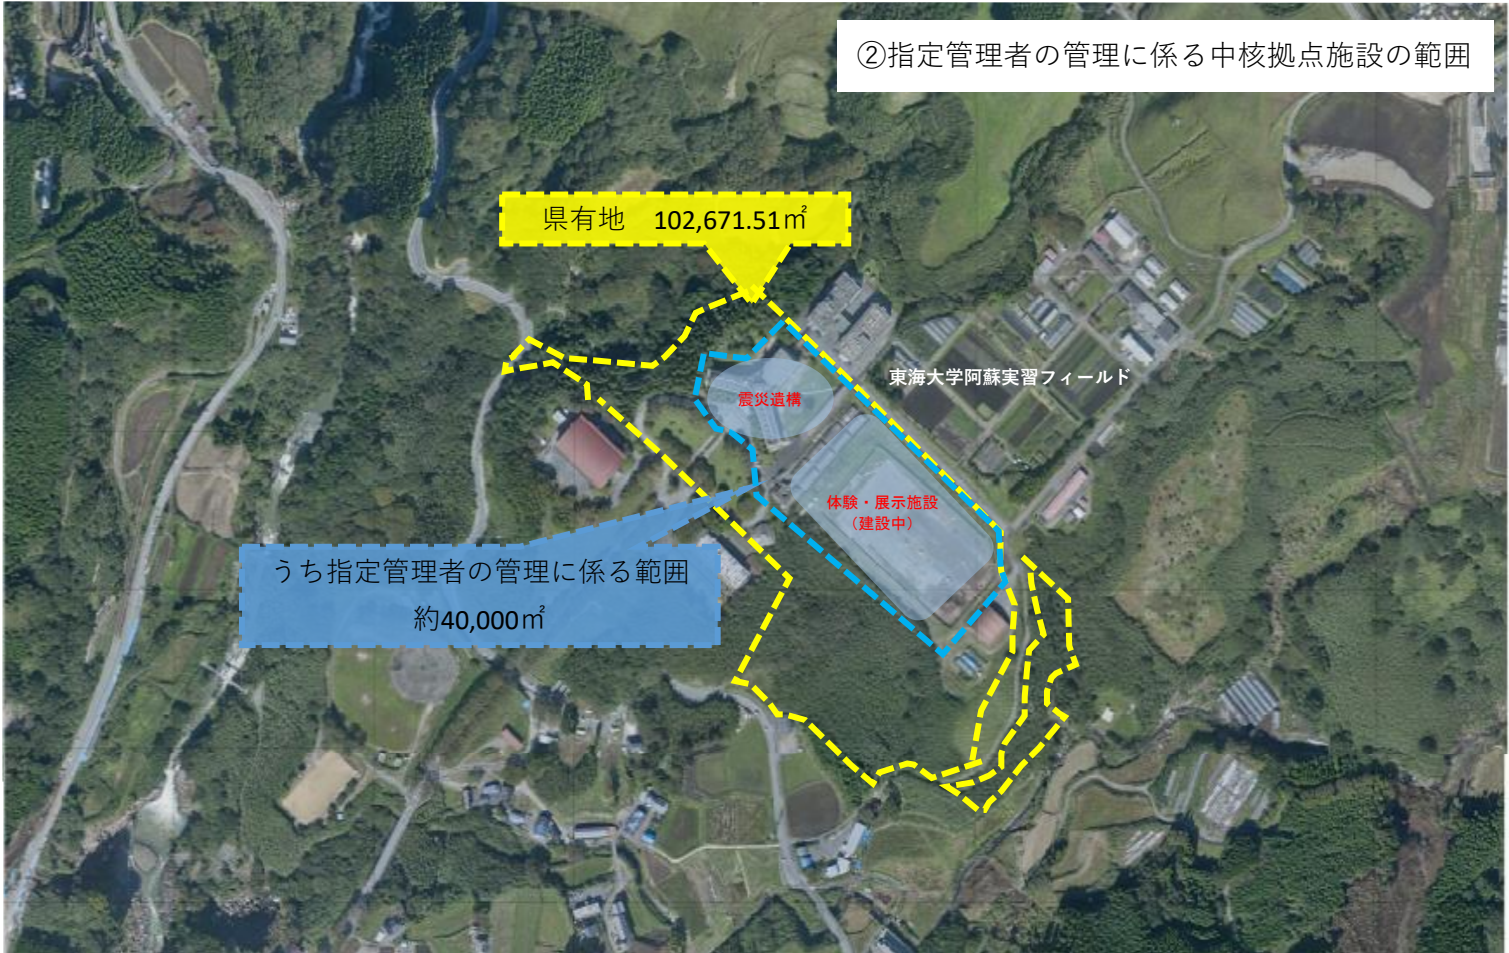 ②指定管理者の管理に係る中核拠点施設の範囲
県有地　102,671.51㎡
東海大学阿蘇実習フィールド
震災遺構
体験・展示施設
（建設中）
うち指定管理者の管理に係る範囲
約40,000㎡